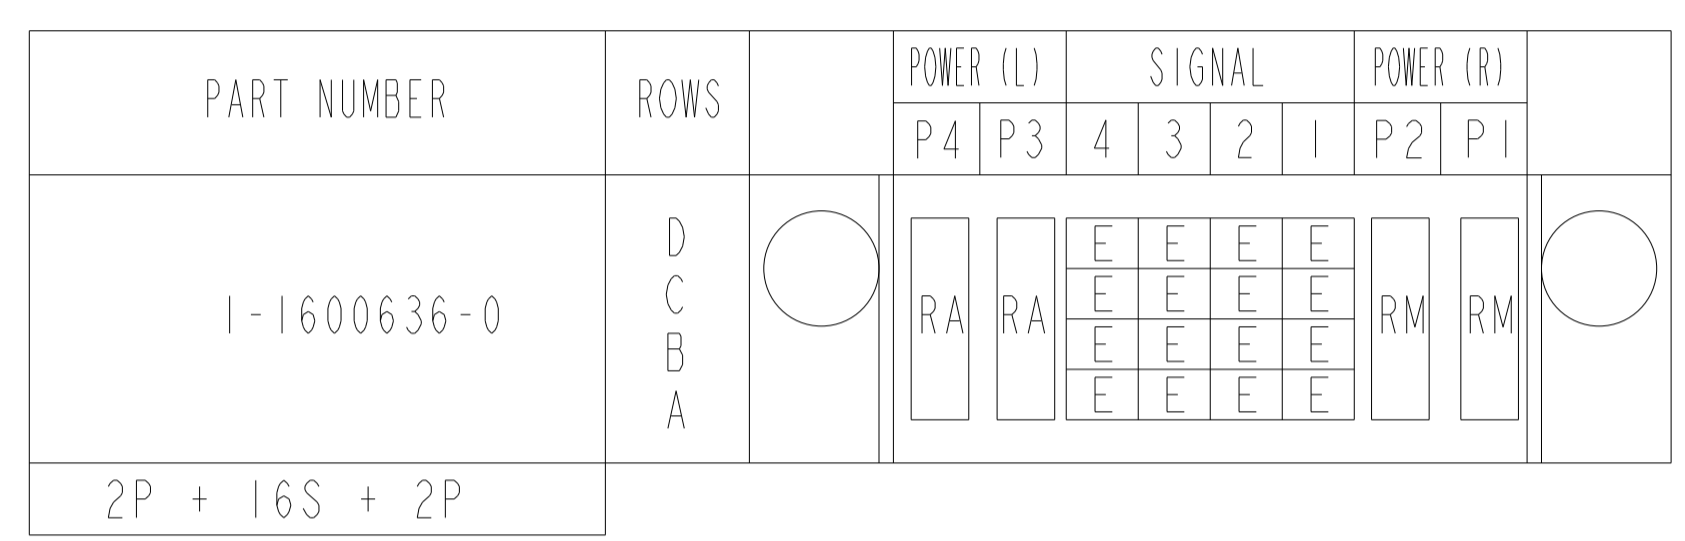 PART NUMBER ROWS POWER (L) SIGNAL POWER (R)
P4 P3 4 3 2 1 P2 P1
D E E E E
C E E E E
1-1600636-0 RA RA RM RM
B E E E E
A E E E E
2P + 16S + 2P